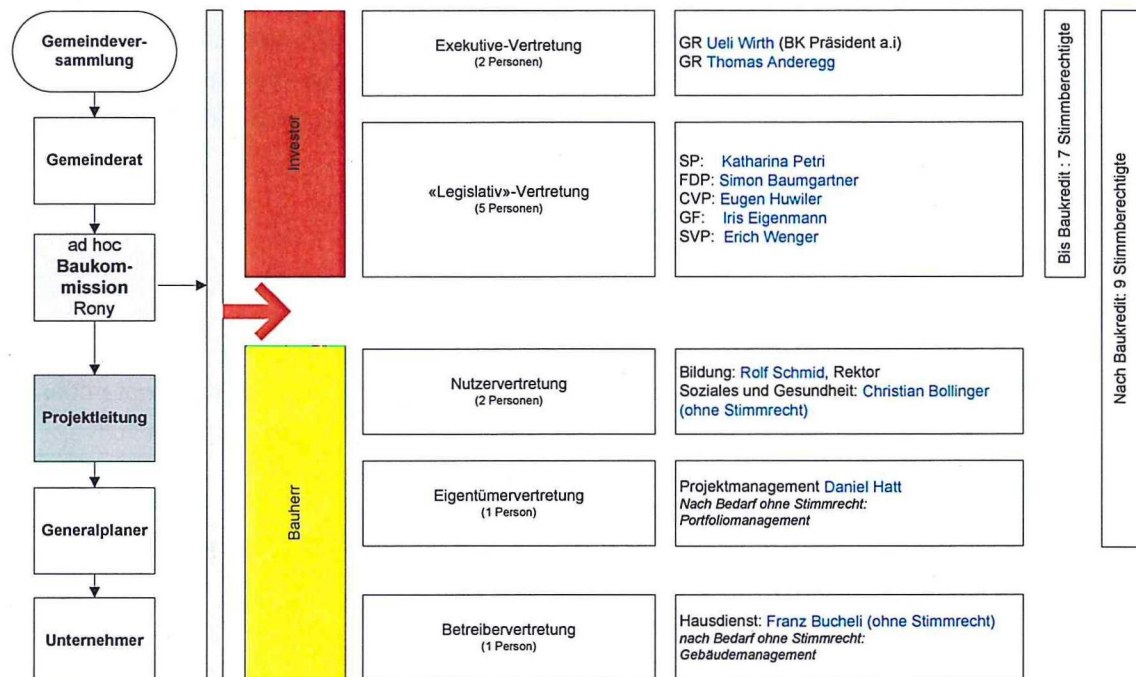 Gemeindever-
sammlung
Gemeinderat
ad hoc
Baukom-
mission
Rony
Projektleitung
Generalplaner
Unternehmer
Investor
Bauherr
Exekutive-Vertretung
(2 Personen)
GR Ueli Wirth (BK Präsident a.i)
GR Thomas Anderegg
«Legislativ»-Vertretung
(5 Personen)
SP: Katharina Petri
FDP: Simon Baumgartner
CVP: Eugen Huwiler
GF: Iris Eigenmann
SVP: Erich Wenger
Nutzervertretung
(2 Personen)
Bildung: Rolf Schmid, Rektor
Soziales und Gesundheit: Christian Bollinger
(ohne Stimmrecht)
Eigentümervertretung
(1 Person)
Projektmanagement Daniel Hatt
Nach Bedarf ohne Stimmrecht:
Portfoliomanagement
Betreibervertretung
(1 Person)
Hausdienst: Franz Bucheli (ohne Stimmrecht)
nach Bedarf ohne Stimmrecht:
Gebäudemanagement
Bis Baukredit : 7 Stimmberechtigte
Nach Baukredit: 9 Stimmberechtigte